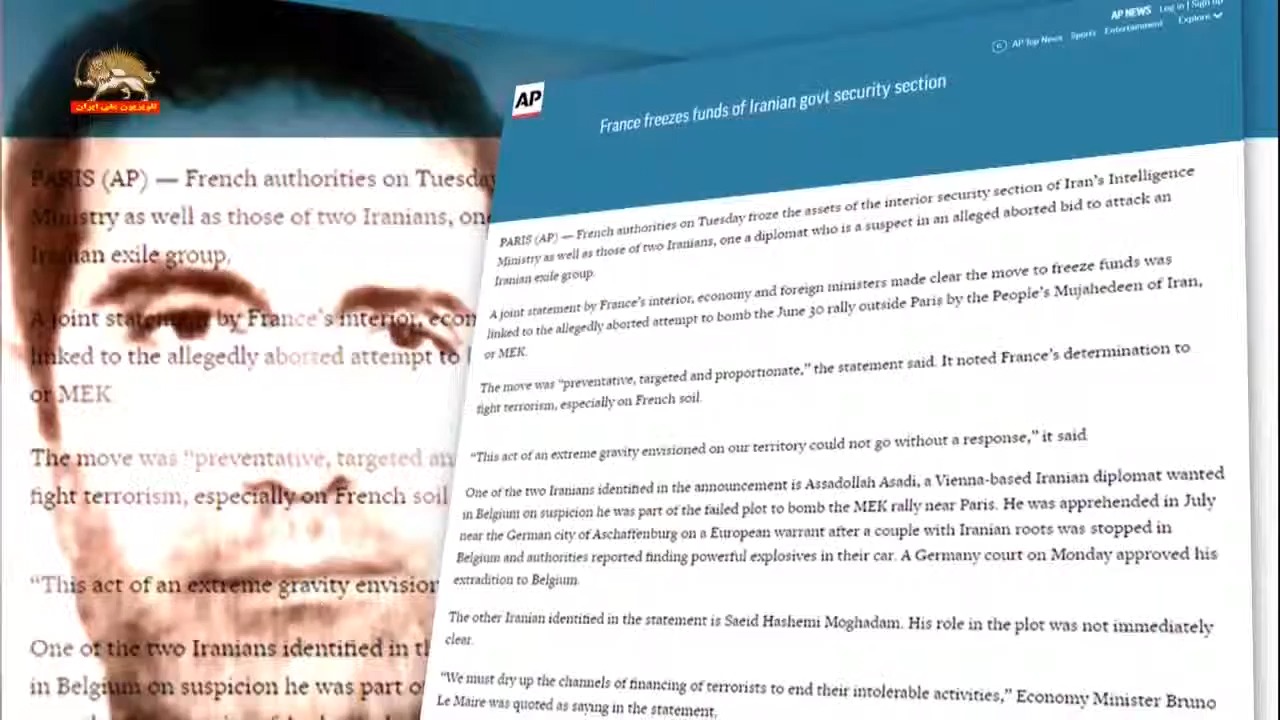 تلویزیون ملی ایران
AP NEWS Log in | Sign up
AP Top News Sports Entertainment Explore
AP
France freezes funds of Iranian govt security section
PARIS (AP) — French authorities on Tuesday froze the assets of the interior security section of Iran's Intelligence
Ministry as well as those of two Iranians, one a diplomat who is a suspect in an alleged aborted bid to attack an
Iranian exile group.
A joint statement by France's interior, economy and foreign ministers made clear the move to freeze funds was
linked to the allegedly aborted attempt to bomb the June 30 rally outside Paris by the People's Mujahedeen of Iran,
or MEK.
The move was “preventative, targeted and proportionate,” the statement said. It noted France's determination to
fight terrorism, especially on French soil.
“This act of an extreme gravity envisioned on our territory could not go without a response,” it said.
One of the two Iranians identified in the announcement is Assadollah Asadi, a Vienna-based Iranian diplomat wanted
in Belgium on suspicion he was part of the failed plot to bomb the MEK rally near Paris. He was apprehended in July
near the German city of Aschaffenburg on a European warrant after a couple with Iranian roots was stopped in
Belgium and authorities reported finding powerful explosives in their car. A Germany court on Monday approved his
extradition to Belgium.
The other Iranian identified in the statement is Saeid Hashemi Moghadam. His role in the plot was not immediately
clear.
“We must dry up the channels of financing of terrorists to end their intolerable activities,” Economy Minister Bruno
Le Maire was quoted as saying in the statement.
PARIS (AP) — French authorities on Tuesday
Ministry as well as those of two Iranians, one
Iranian exile group.
A joint statement by France's interior, econ
linked to the allegedly aborted attempt to
or MEK.
The move was “preventative, targeted an
fight terrorism, especially on French soil
“This act of an extreme gravity envision
One of the two Iranians identified in th
in Belgium on suspicion he was part o